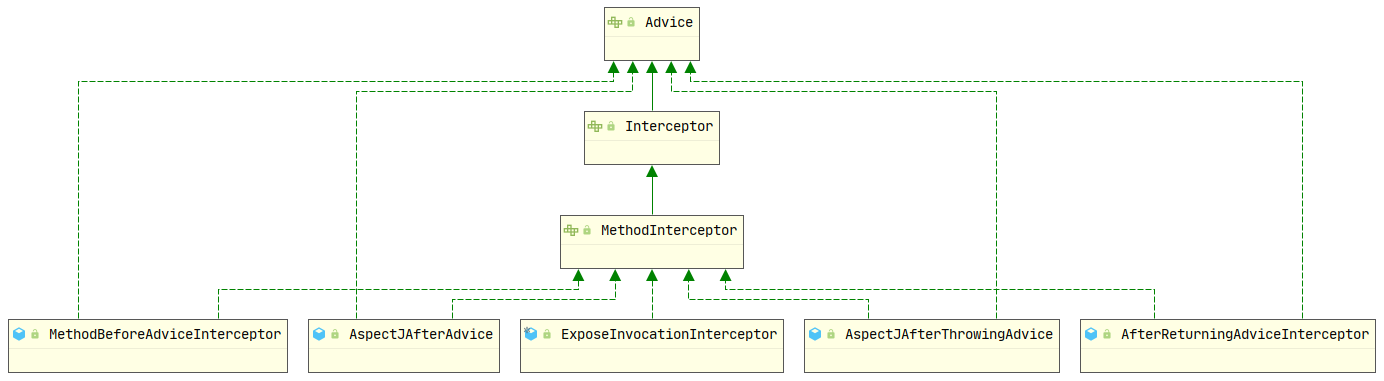 Advice
Interceptor
MethodInterceptor
MethodBeforeAdviceInterceptor
AspectJAfterAdvice
ExposeInvocationInterceptor
AspectJAfterThrowingAdvice
AfterReturningAdviceInterceptor